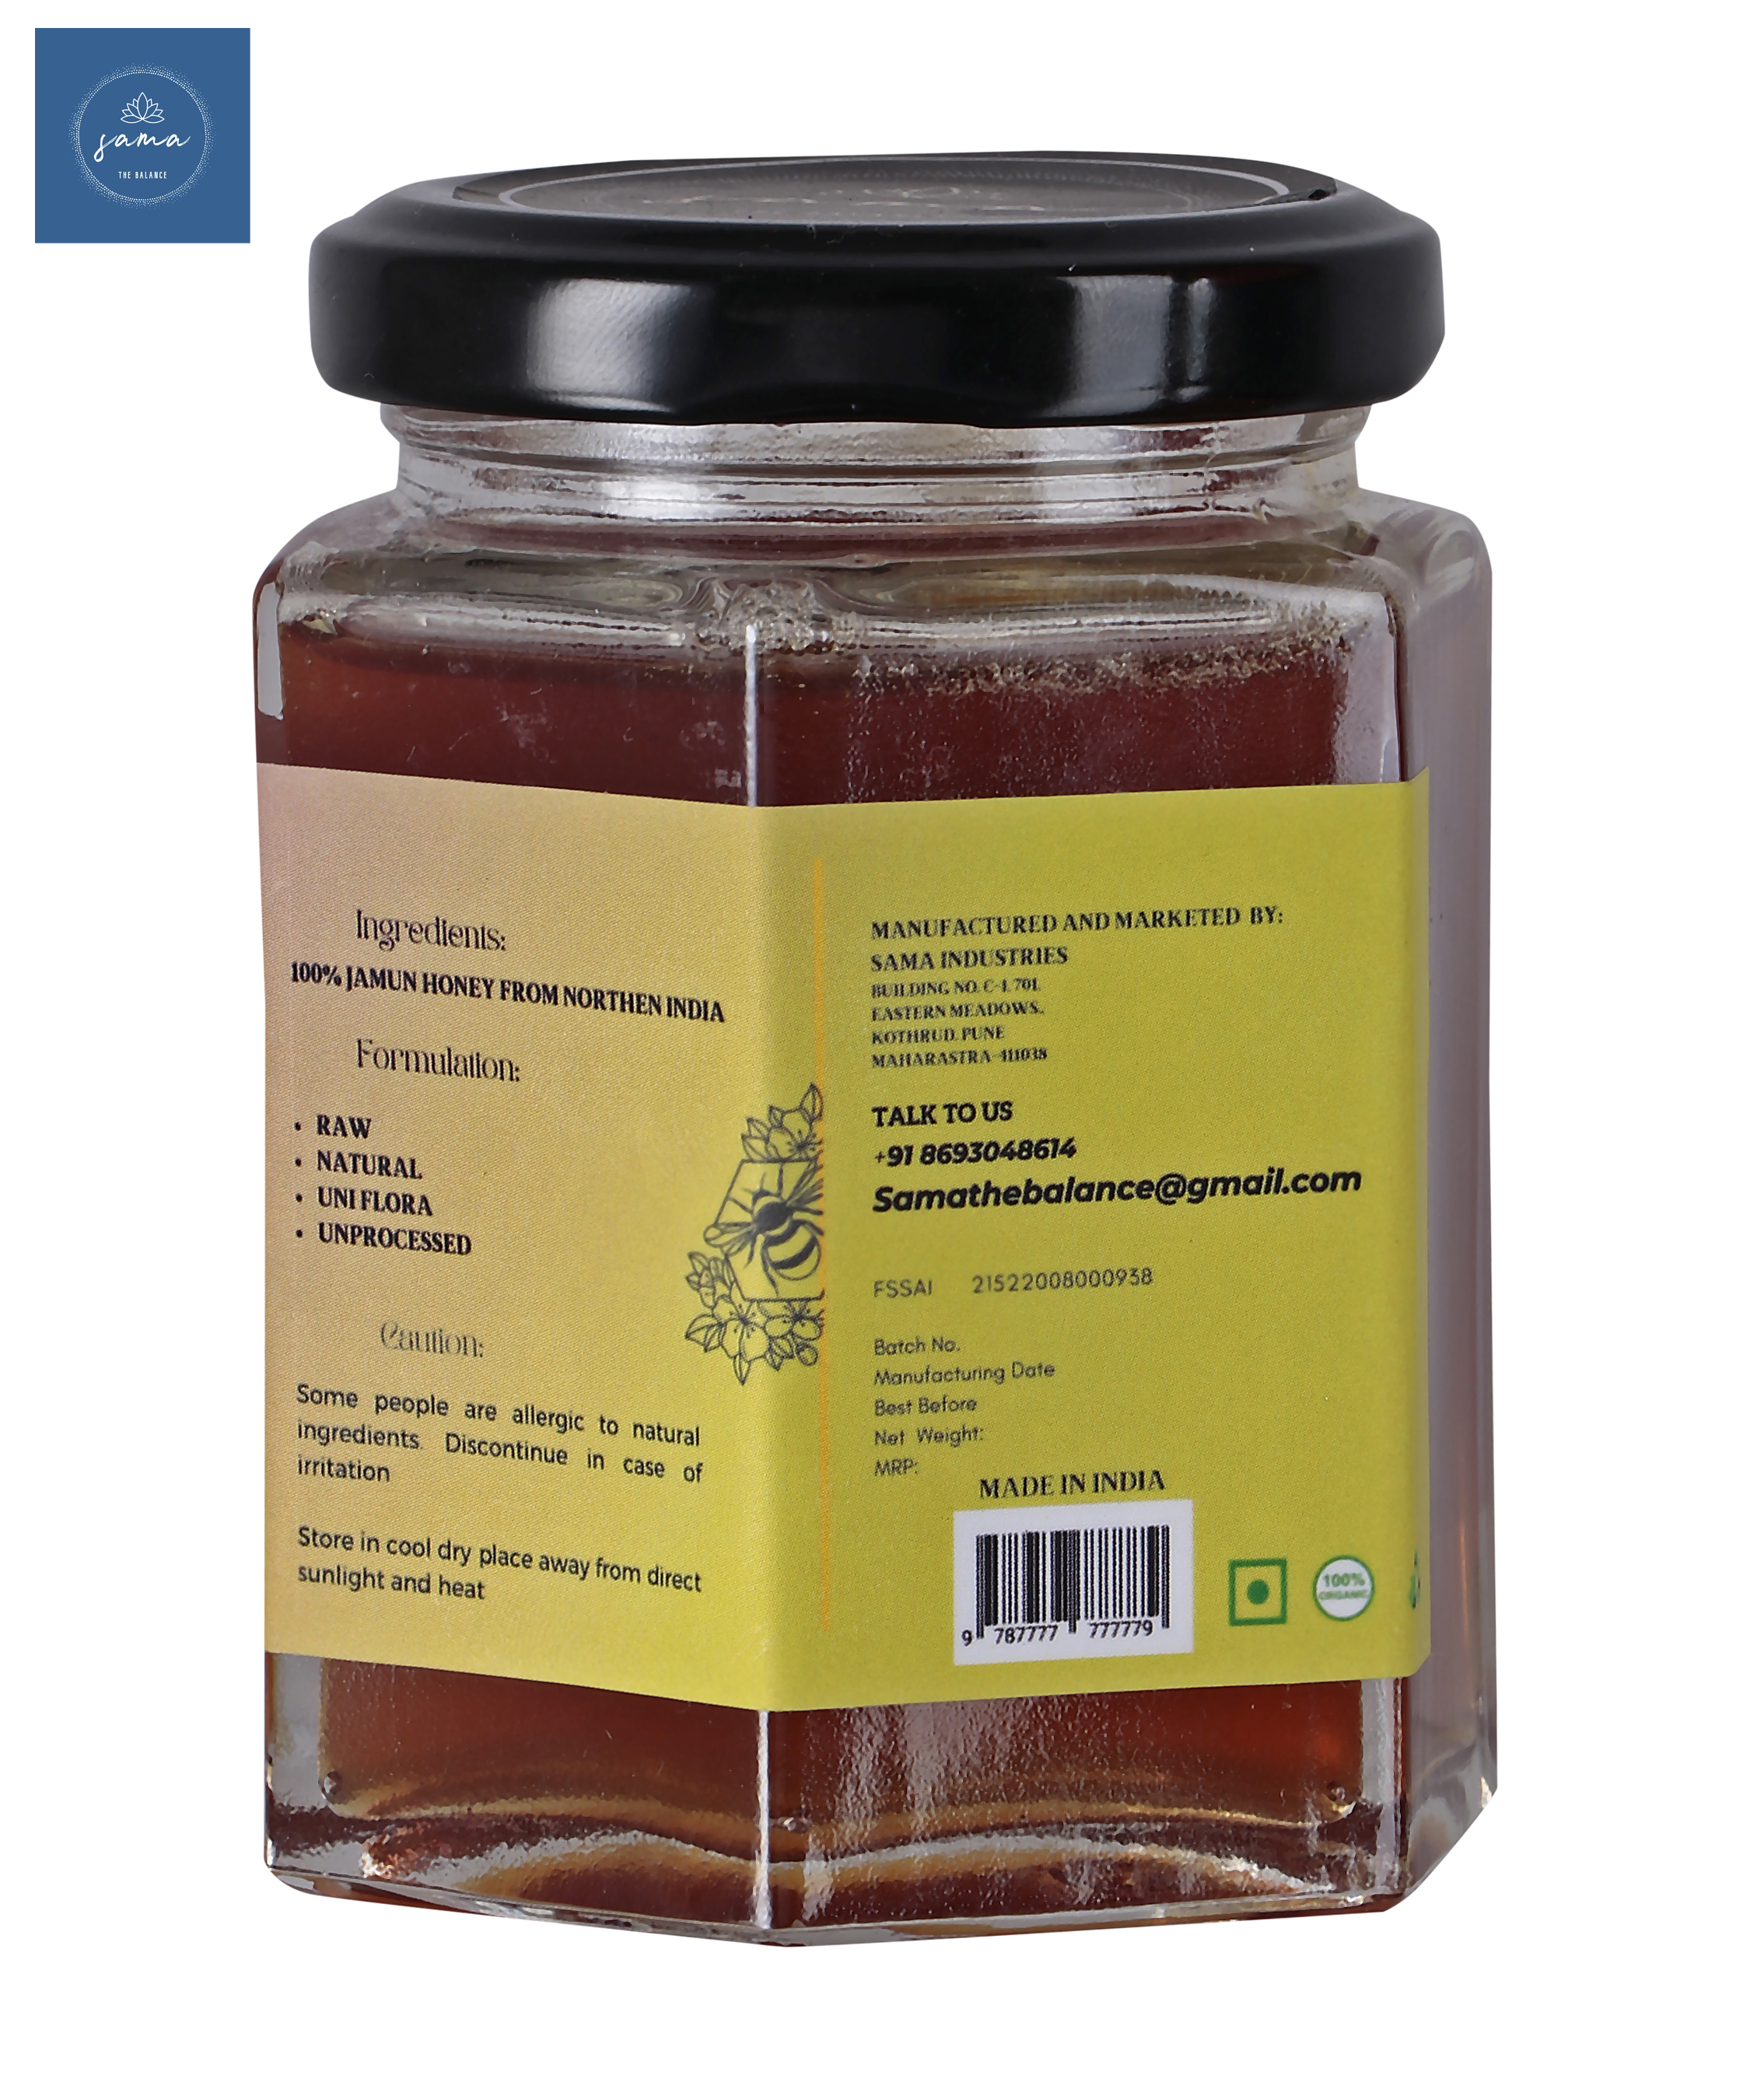 sama
THE BALANCE
Ingredients:
100% JAMUN HONEY FROM NORTHEN INDIA
Formulation:
• RAW
• NATURAL
• UNI FLORA
• UNPROCESSED
Caution:
Some people are allergic to natural
ingredients. Discontinue in case of
irritation
Store in cool dry place away from direct
sunlight and heat
MANUFACTURED AND MARKETED BY:
SAMA INDUSTRIES
BUILDING NO. C-1, 701,
EASTERN MEADOWS,
KOTHRUD, PUNE
MAHARASTRA-411038
TALK TO US
+91 8693048614
Samathebalance@gmail.com
FSSAI 21522008000938
Batch No.
Manufacturing Date
Best Before
Net Weight:
MRP:
MADE IN INDIA
9 787777 777779
100%
ORGANIC